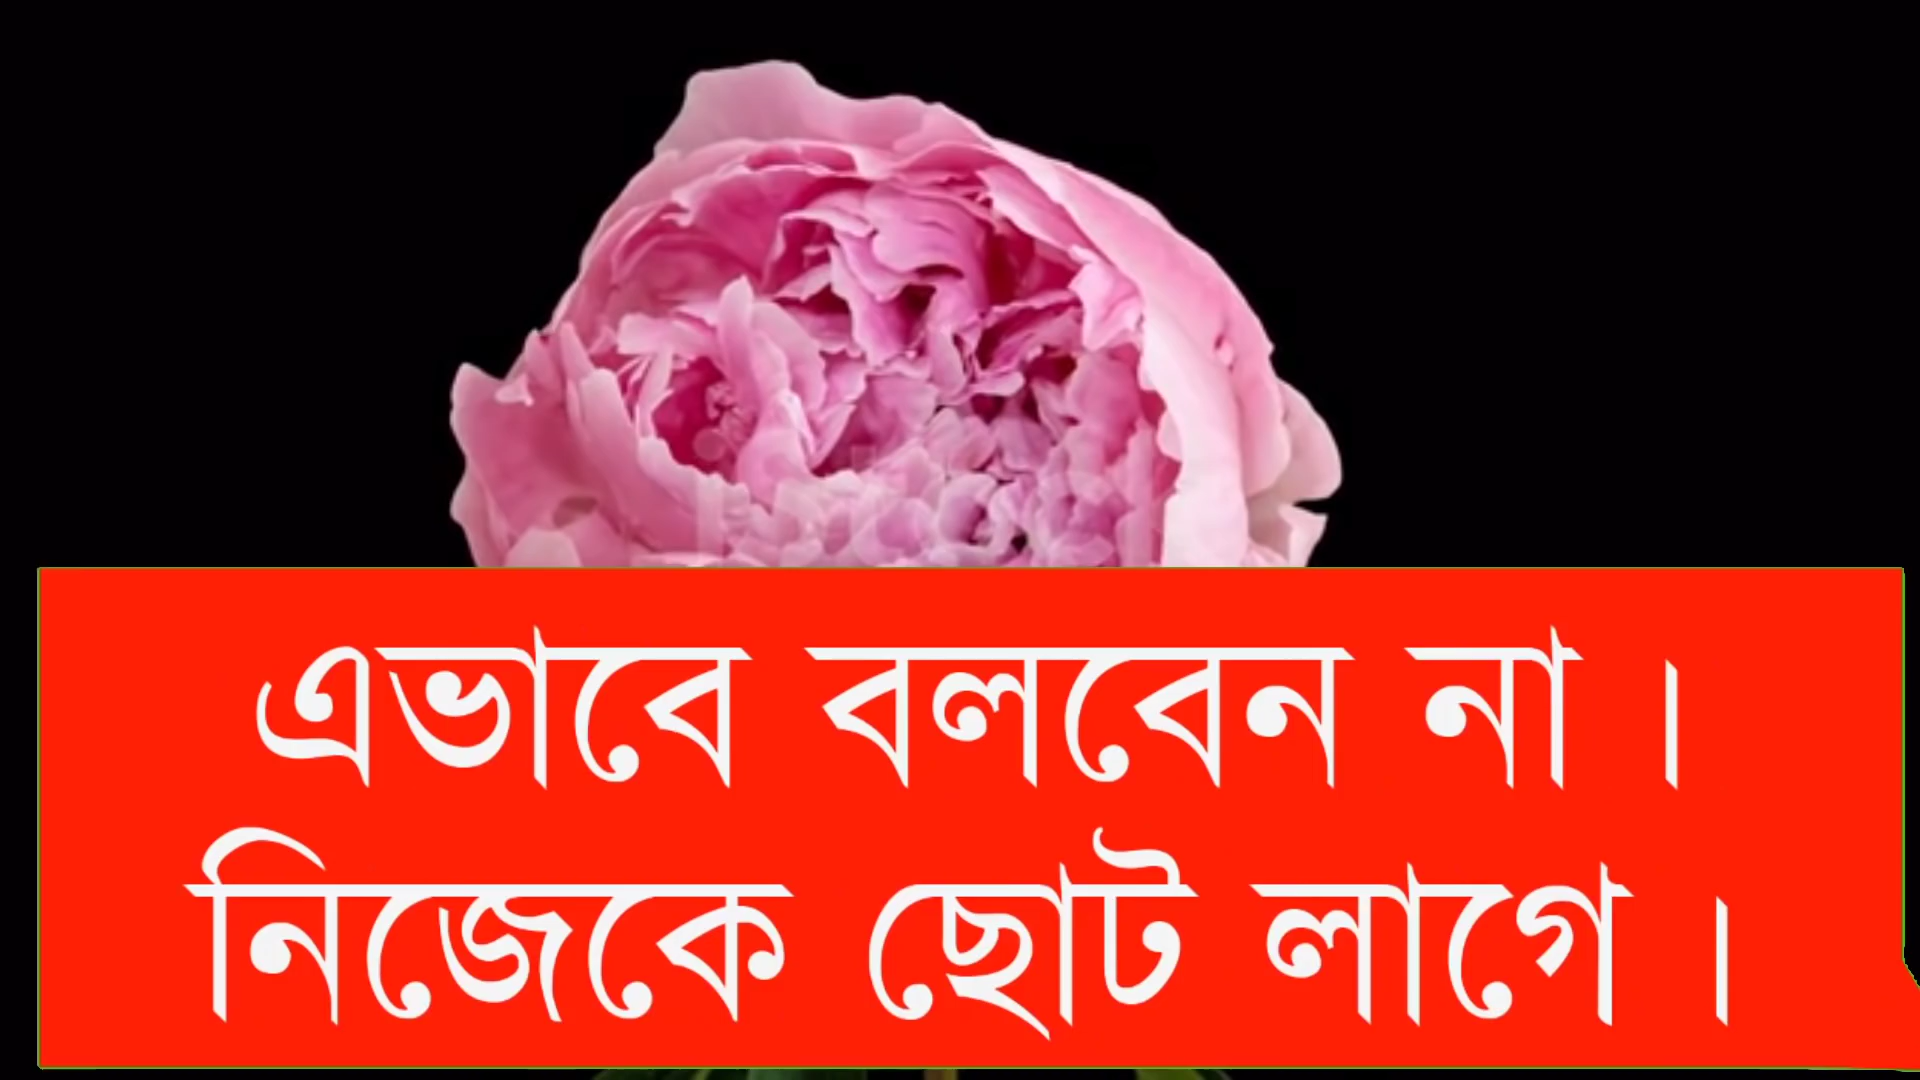 এভাবে বলবেন না ।
নিজেকে ছোট লাগে ।